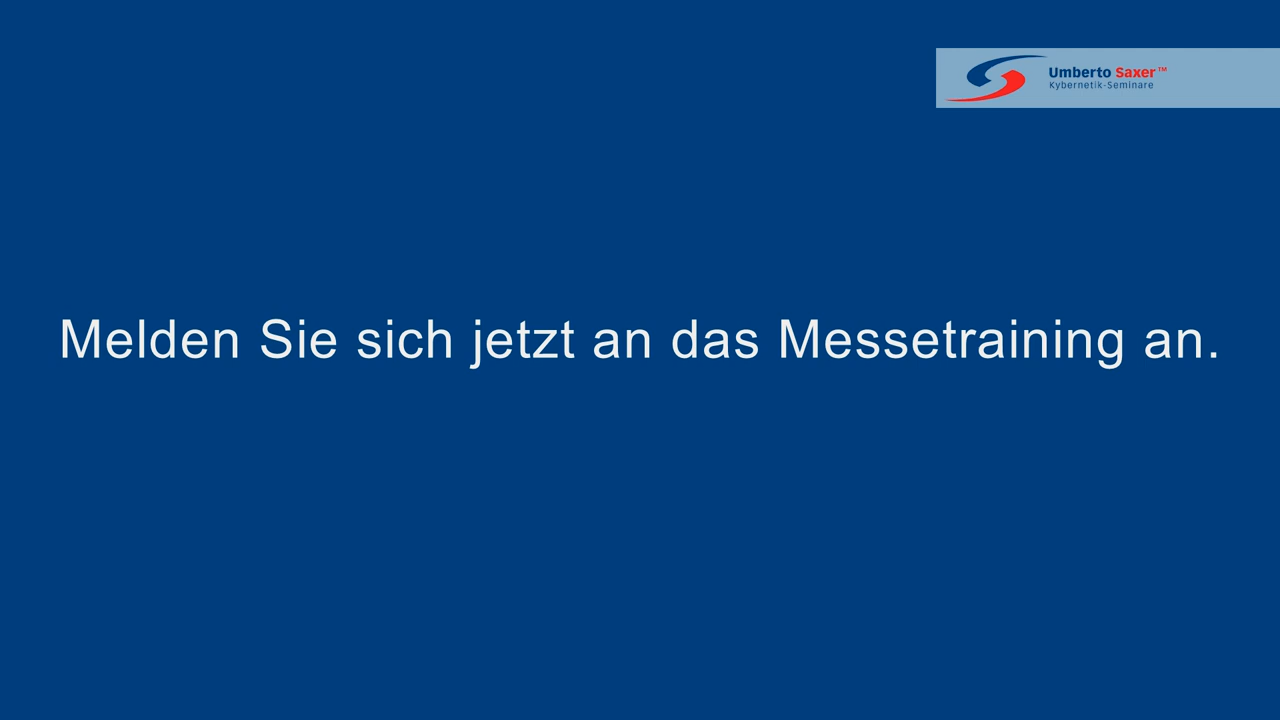 Umberto Saxer™
Kybernetik-Seminare
Melden Sie sich jetzt an das Messetraining an.